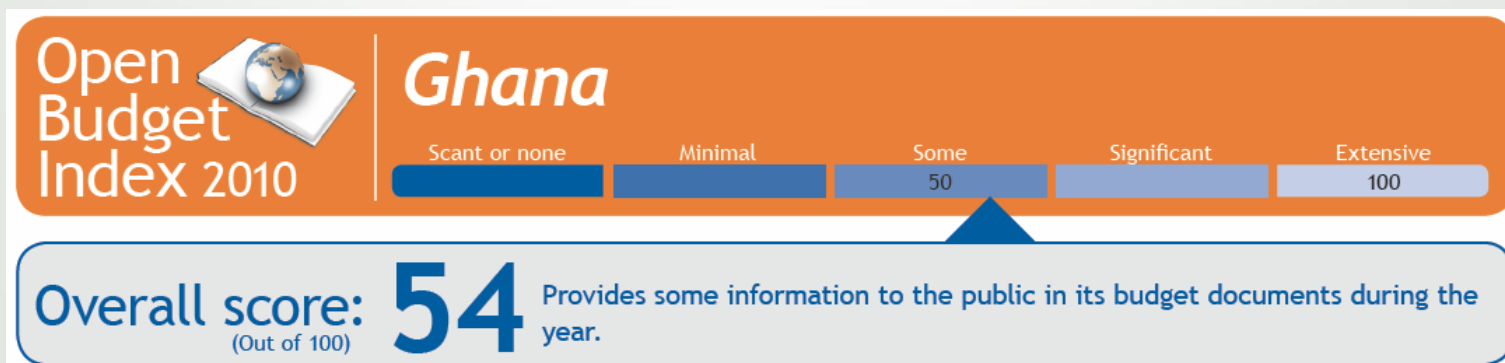 Open
Budget
Index 2010
Ghana
Scant or none Minimal Some Significant Extensive
50 100
Overall score: 54
(Out of 100)
Provides some information to the public in its budget documents during the
year.